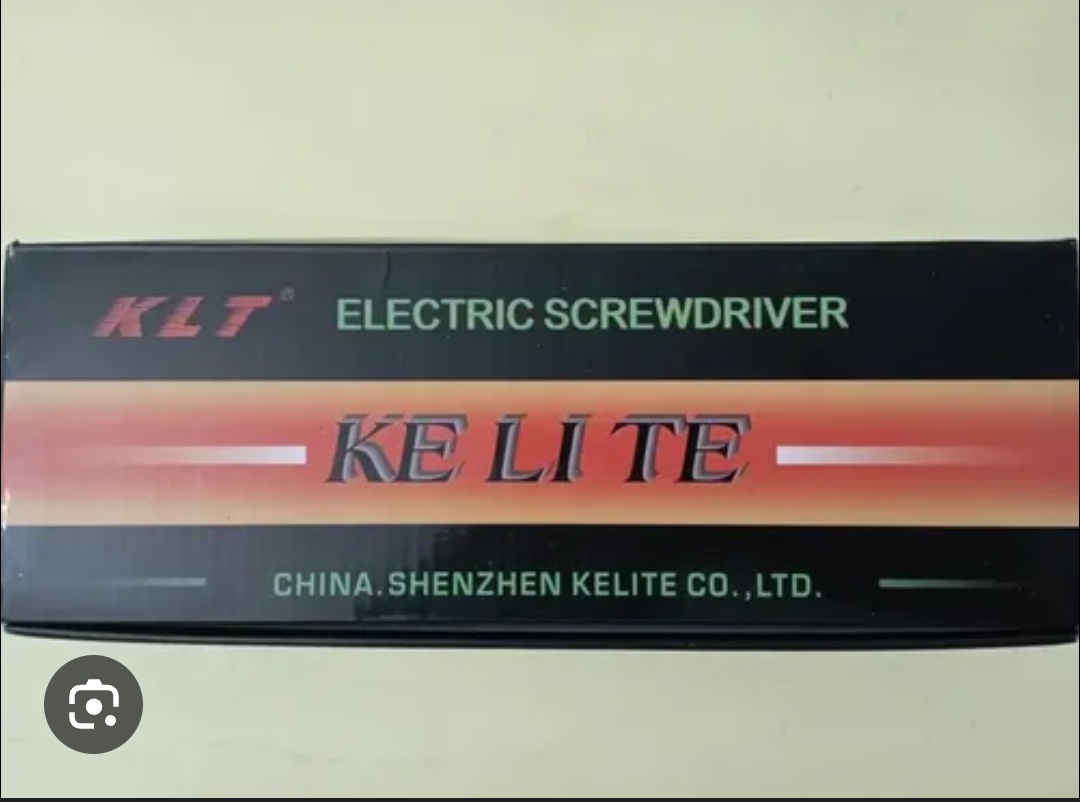 KLT® ELECTRIC SCREWDRIVER
KE LI TE
CHINA.SHENZHEN KELITE CO.,LTD.